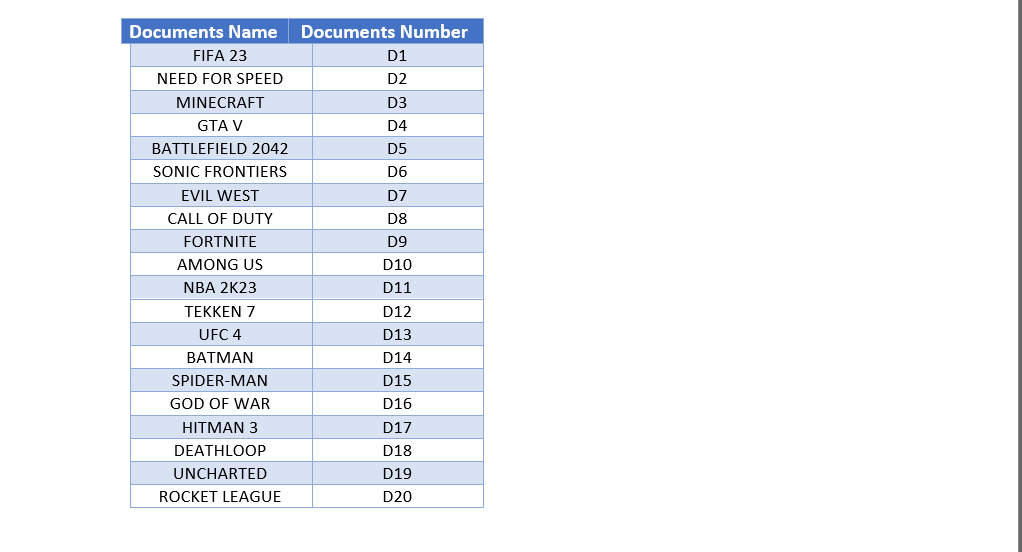 Documents Name Documents Number
FIFA 23 D1
NEED FOR SPEED D2
MINECRAFT D3
GTA V D4
BATTLEFIELD 2042 D5
SONIC FRONTIERS D6
EVIL WEST D7
CALL OF DUTY D8
FORTNITE D9
AMONG US D10
NBA 2K23 D11
TEKKEN 7 D12
UFC 4 D13
BATMAN D14
SPIDER-MAN D15
GOD OF WAR D16
HITMAN 3 D17
DEATHLOOP D18
UNCHARTED D19
ROCKET LEAGUE D20